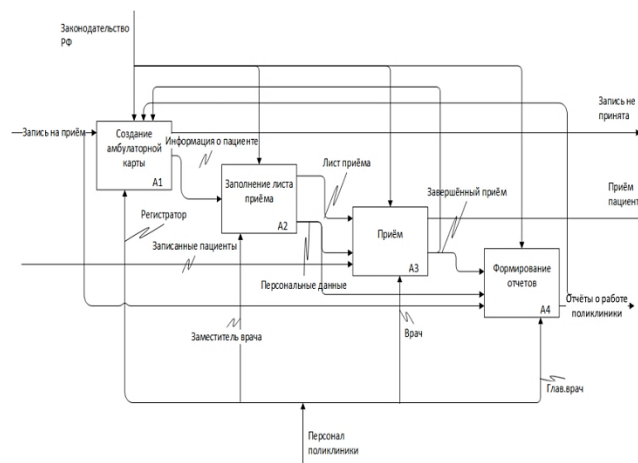 Законодательство
РФ
Запись не
принята
Запись на приём
Создание
амбулаторной
карты
A1
Информация о пациенте
Заполнение листа
приёма
A2
Лист приёма
Завершённый приём
Приём
пациент
Регистратор
Приём
A3
Записанные пациенты
Персональные данные
Формирование
отчетов
A4
Отчёты о работе
поликлиники
Заместитель врача
Врач
Глав.врач
Персонал
поликлиники